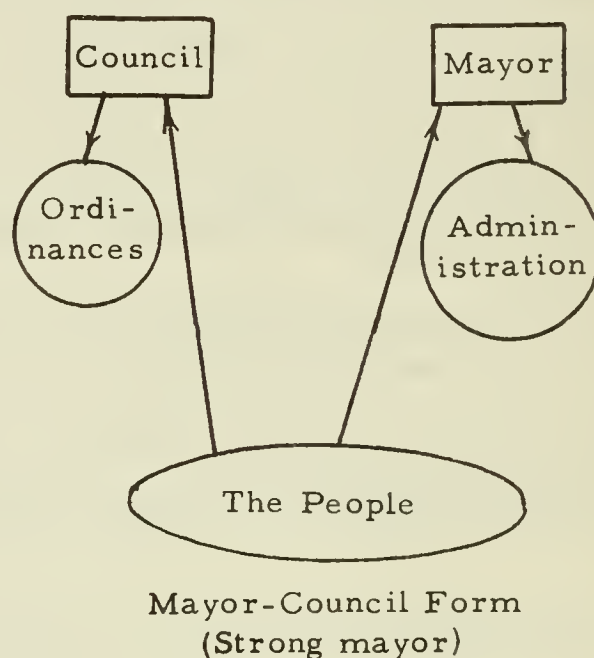 Council
Mayor
Ordi-
nances
Admin-
istration
The People
Mayor-Council Form
(Strong mayor)